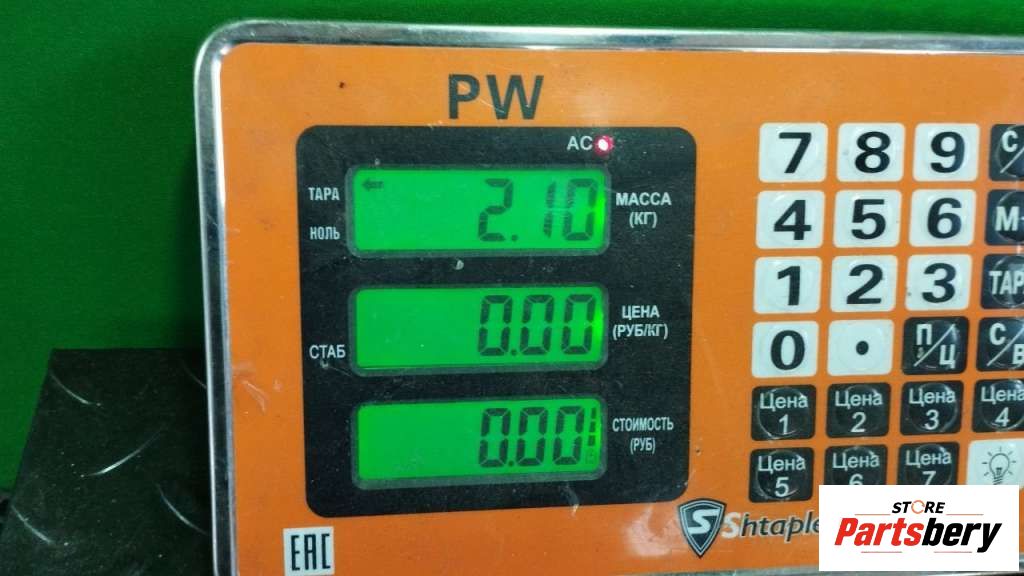 PW
AC
ТАРА
2.10
МАССА
(КГ)
НОЛЬ
0.00
ЦЕНА
(РУБ/КГ)
СТАБ
0.00
СТОИМОСТЬ
(РУБ)
7 8 9 С/
4 5 6 М-
1 2 3 ТАР
0 . П/Ц С/В
Цена 1 Цена 2 Цена 3 Цена 4
Цена 5 Цена 6 Цена 7
Shtaple
EAC
STORE
Partsbery